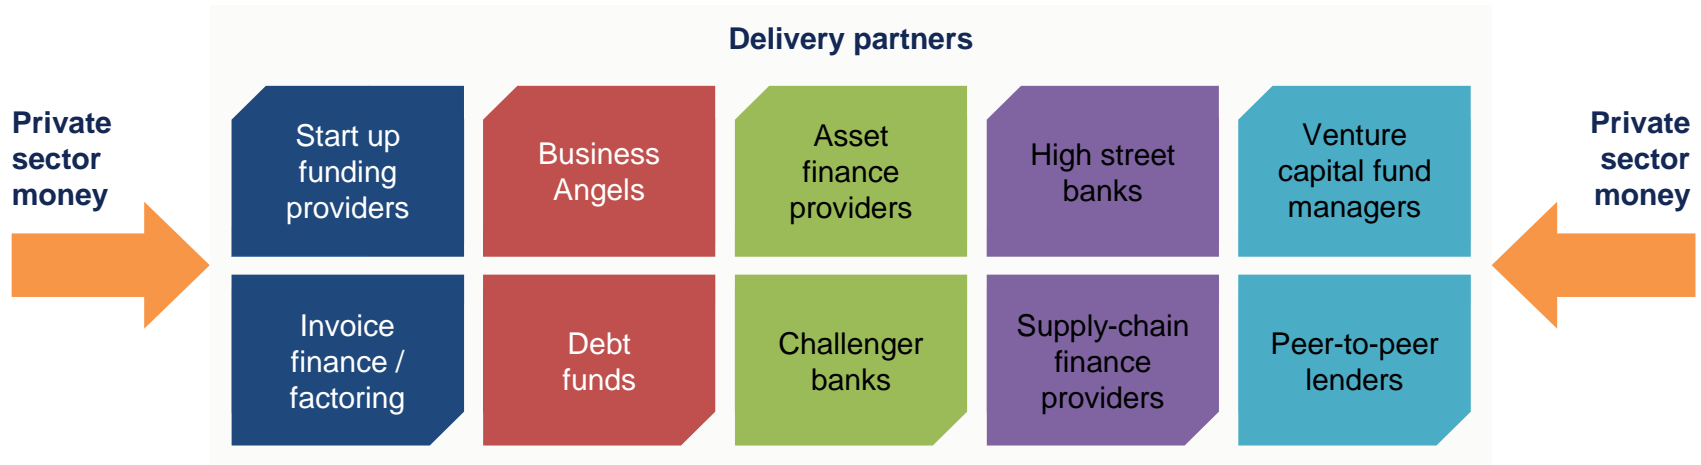 Delivery partners
Private
sector
money
Start up
funding
providers
Business
Angels
Asset
finance
providers
High street
banks
Venture
capital fund
managers
Private
sector
money
Invoice
finance /
factoring
Debt
funds
Challenger
banks
Supply-chain
finance
providers
Peer-to-peer
lenders